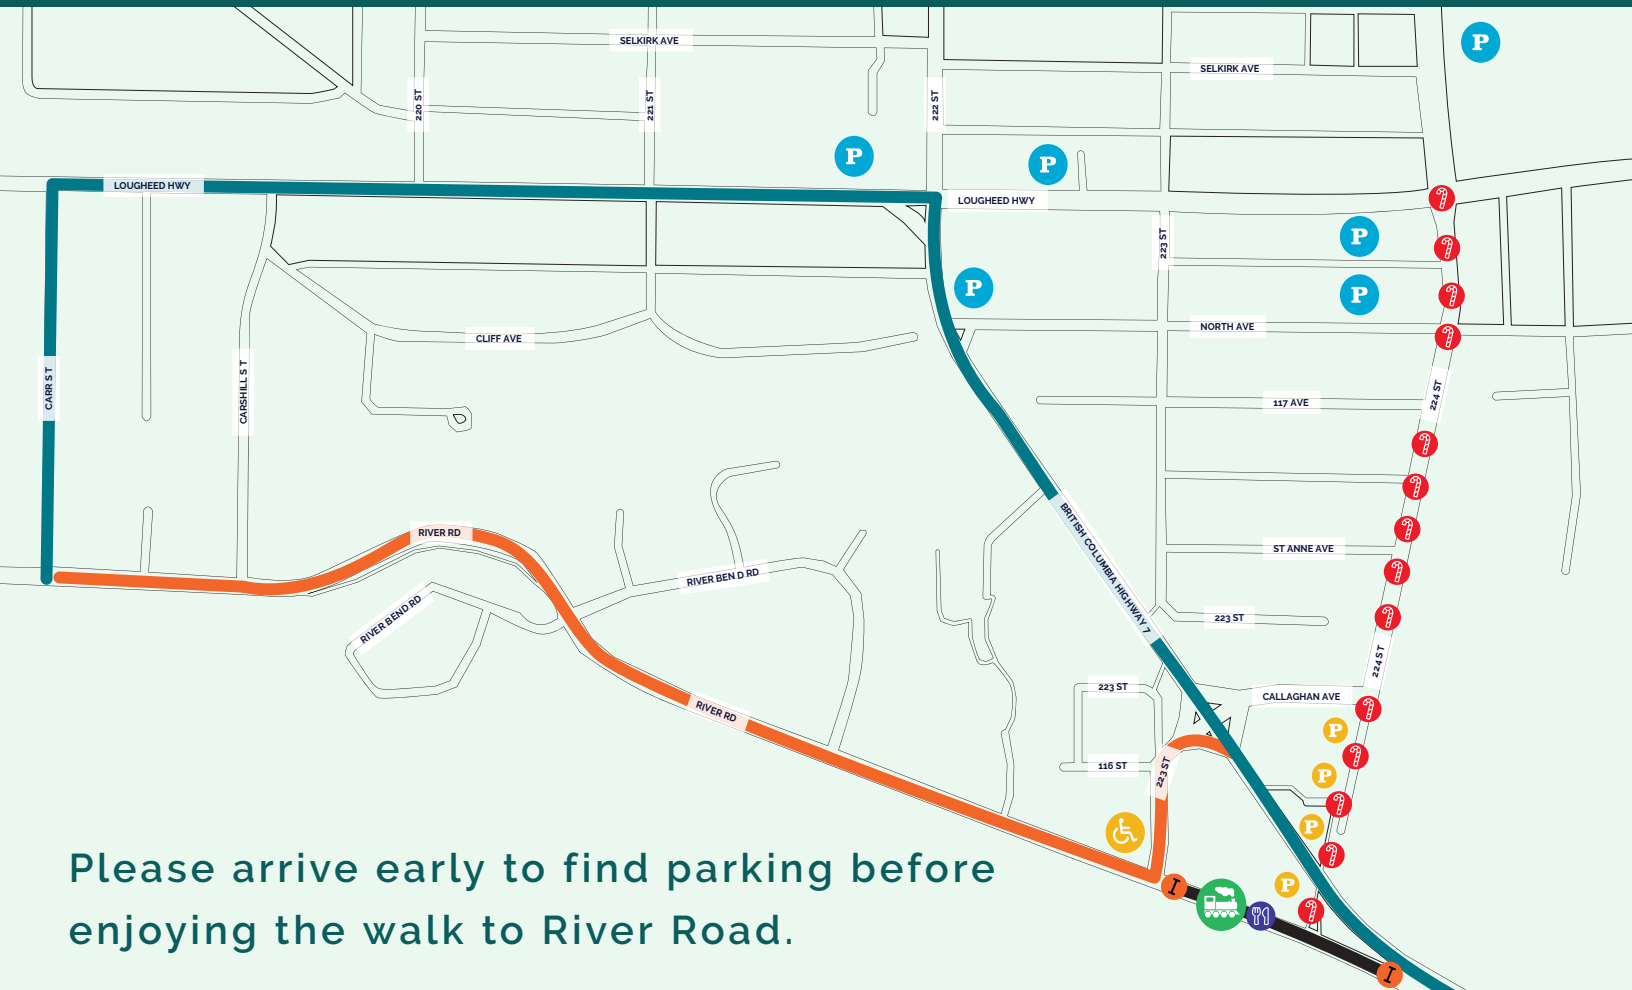 P
SELKIRK AVE
SELKIRK AVE
220 ST
221 ST
222 ST
P
P
LOUGHEED HWY
LOUGHEED HWY
P
223 ST
P
P
NORTH AVE
CLIFF AVE
CARR ST
CARSHILL ST
224 ST
117 AVE
RIVER RD
BRITISH COLUMBIA HIGHWAY 7
ST ANNE AVE
RIVER BEND RD
RIVER BEND RD
223 ST
224 ST
223 ST
CALLAGHAN AVE
RIVER RD
P
116 ST
223 ST
P
P
P
I
I
Please arrive early to find parking before
enjoying the walk to River Road.